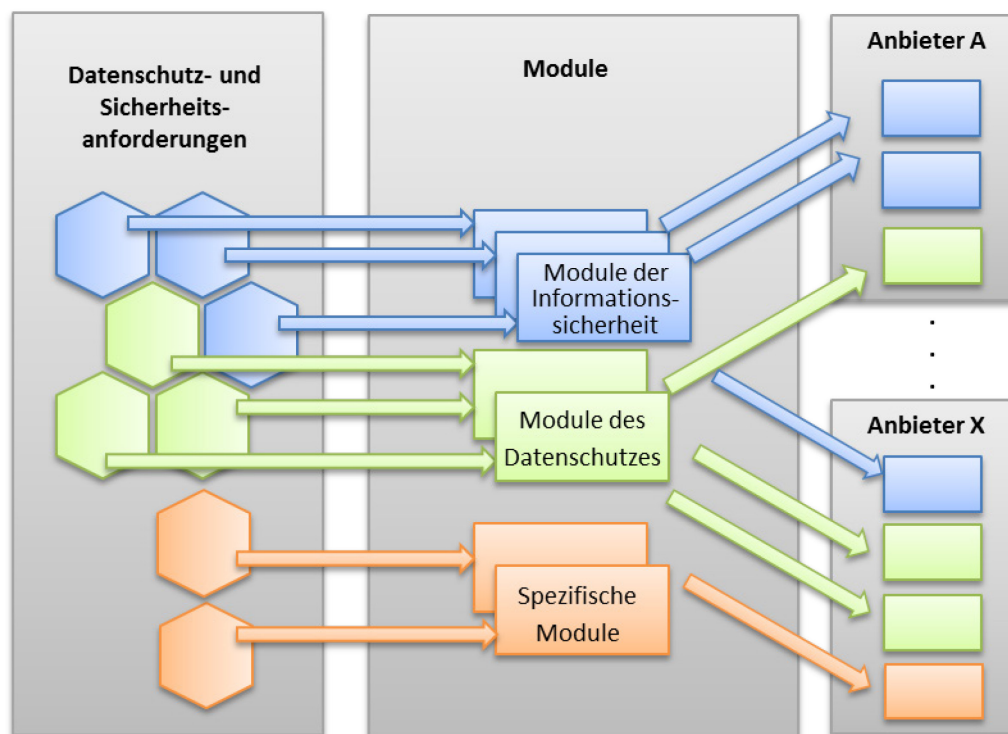 Datenschutz- und
Sicherheits-
anforderungen
Module
Anbieter A
Module der
Informations-
sicherheit
Module des
Datenschutzes
Spezifische
Module
.
.
.
Anbieter X